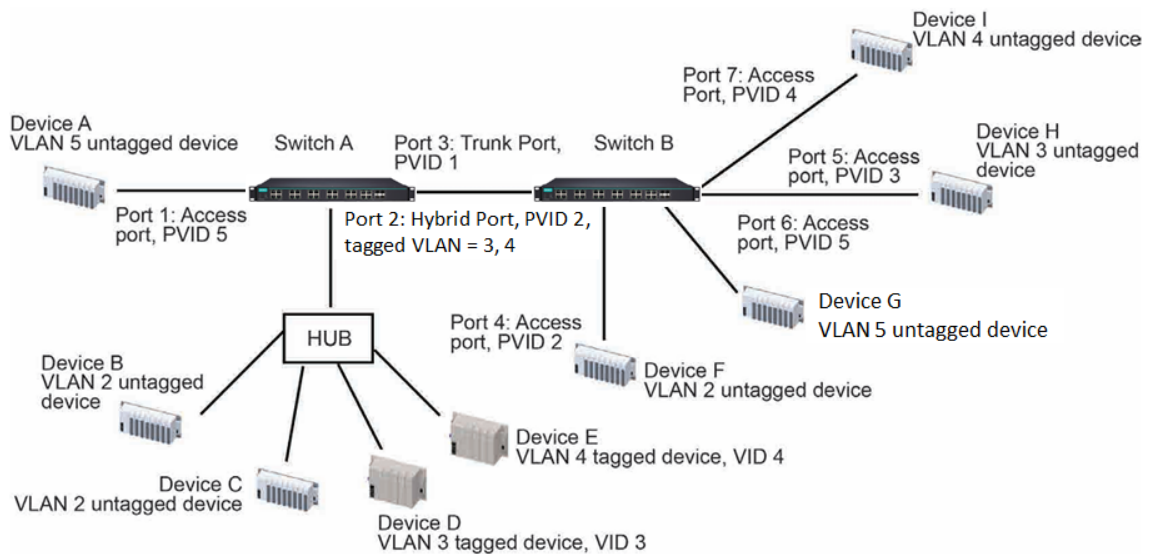 Device I
VLAN 4 untagged device
Port 7: Access
Port, PVID 4
Device A
VLAN 5 untagged device
Switch A
Port 3: Trunk Port,
PVID 1
Switch B
Device H
VLAN 3 untagged
device
Port 5: Access
port, PVID 3
Port 1: Access
port, PVID 5
Port 2: Hybrid Port, PVID 2,
tagged VLAN = 3, 4
Port 6: Access
port, PVID 5
Device G
VLAN 5 untagged device
HUB
Port 4: Access
port, PVID 2
Device B
VLAN 2 untagged
device
Device F
VLAN 2 untagged device
Device E
VLAN 4 tagged device, VID 4
Device C
VLAN 2 untagged device
Device D
VLAN 3 tagged device, VID 3